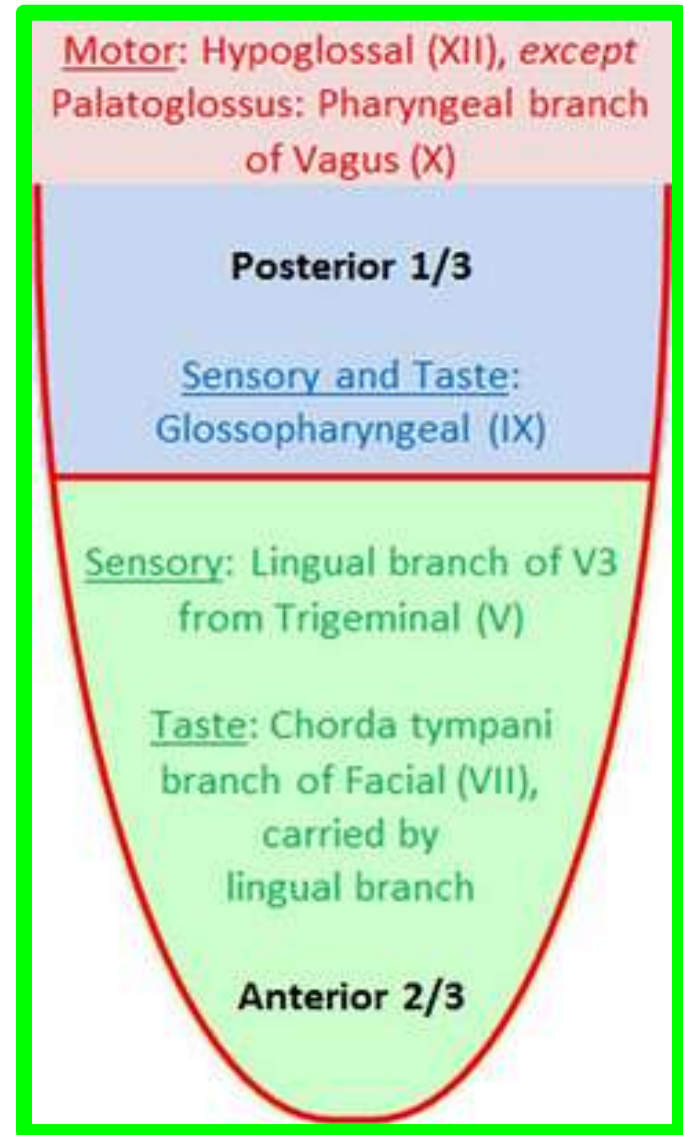 Motor: Hypoglossal (XII), except
Palatoglossus: Pharyngeal branch
of Vagus (X)
Posterior 1/3
Sensory and Taste:
Glossopharyngeal (IX)
Sensory: Lingual branch of V3
from Trigeminal (V)
Taste: Chorda tympani
branch of Facial (VII),
carried by
lingual branch
Anterior 2/3